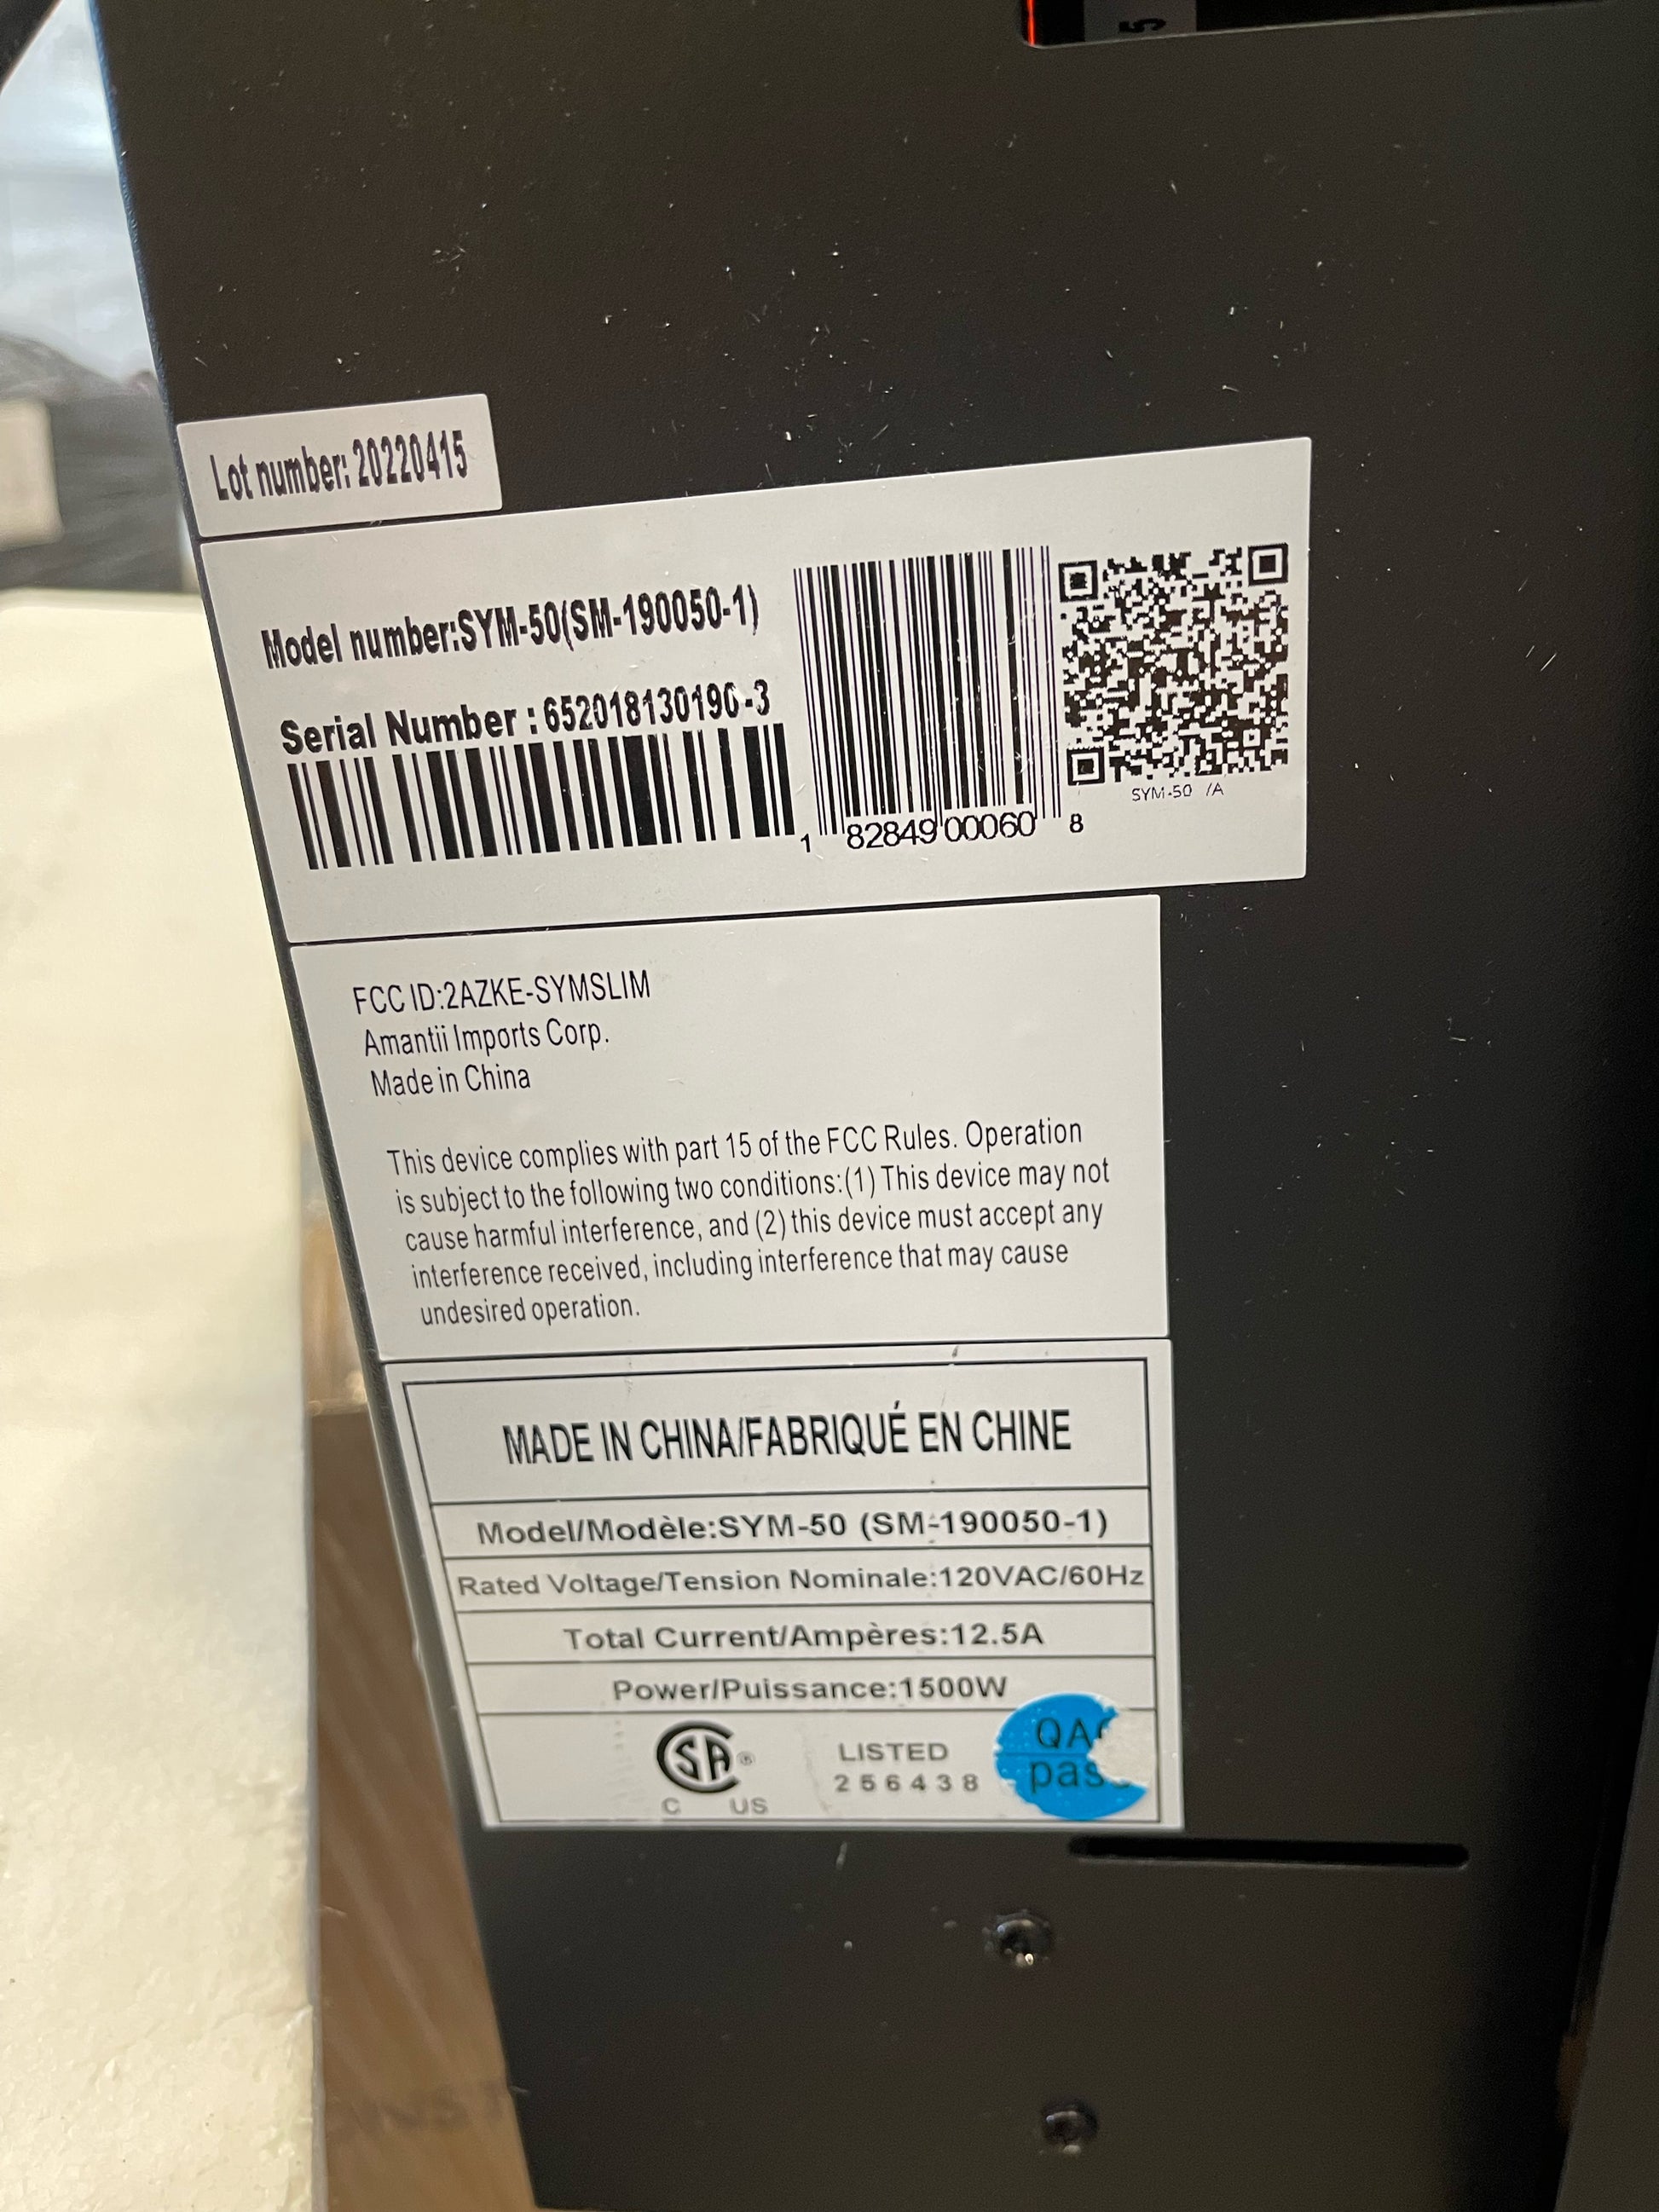 5
Lot number: 20220415
Model number:SYM-50(SM-190050-1)
Serial Number : 652018130190-3
1 82849 00060 8
SYM-50 /A
FCC ID:2AZKE-SYMSLIM
Amantii Imports Corp.
Made in China
This device complies with part 15 of the FCC Rules. Operation
is subject to the following two conditions:(1) This device may not
cause harmful interference, and (2) this device must accept any
interference received, including interference that may cause
undesired operation.
MADE IN CHINA/FABRIQUÉ EN CHINE
Model/Modèle:SYM-50 (SM-190050-1)
Rated Voltage/Tension Nominale:120VAC/60Hz
Total Current/Ampères:12.5A
Power/Puissance:1500W
SA ®
C US
LISTED
256438
QA
pas